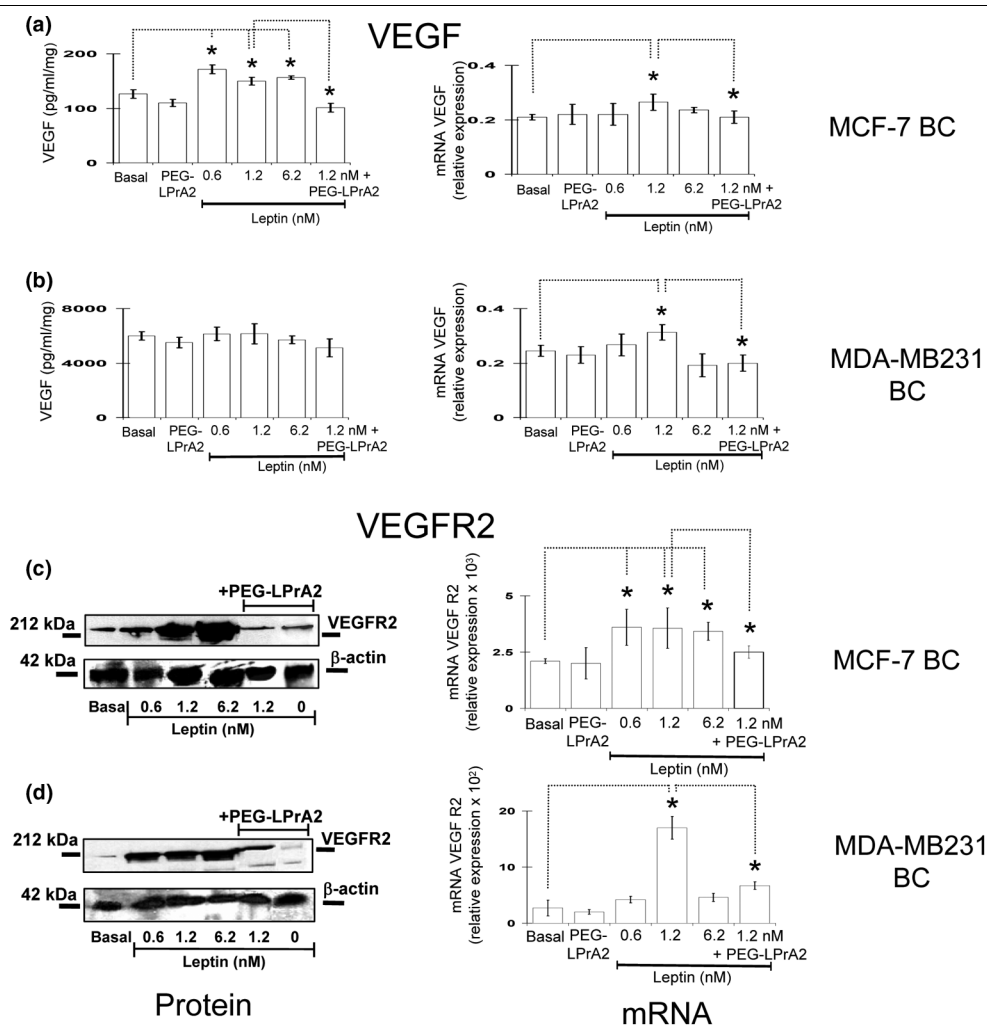 (a)
VEGF
VEGF (pg/ml/mg)
200
100
0
* * * *
Basal PEG-LPrA2 0.6 1.2 6.2 1.2 nM + PEG-LPrA2
Leptin (nM)
mRNA VEGF (relative expression)
0.4
0.2
0
* *
Basal PEG-LPrA2 0.6 1.2 6.2 1.2 nM + PEG-LPrA2
Leptin (nM)
MCF-7 BC
(b)
VEGF (pg/ml/mg)
8000
4000
0
Basal PEG-LPrA2 0.6 1.2 6.2 1.2 nM + PEG-LPrA2
Leptin (nM)
mRNA VEGF (relative expression)
0.4
0.2
0
* *
Basal PEG-LPrA2 0.6 1.2 6.2 1.2 nM + PEG-LPrA2
Leptin (nM)
MDA-MB231 BC
VEGFR2
(c)
+PEG-LPrA2
212 kDa
VEGFR2
42 kDa
β-actin
Basa 0.6 1.2 6.2 1.2 0
Leptin (nM)
mRNA VEGF R2 (relative expression x 10³)
5
2.5
0
* * * *
Basal PEG-LPrA2 0.6 1.2 6.2 1.2 nM + PEG-LPrA2
Leptin (nM)
MCF-7 BC
(d)
+PEG-LPrA2
212 kDa
VEGFR2
42 kDa
β-actin
Basal 0.6 1.2 6.2 1.2 0
Leptin (nM)
mRNA VEGF R2 (relative expression x 10²)
20
10
0
* *
Basal PEG-LPrA2 0.6 1.2 6.2 1.2 nM + PEG-LPrA2
Leptin (nM)
MDA-MB231 BC
Protein
mRNA